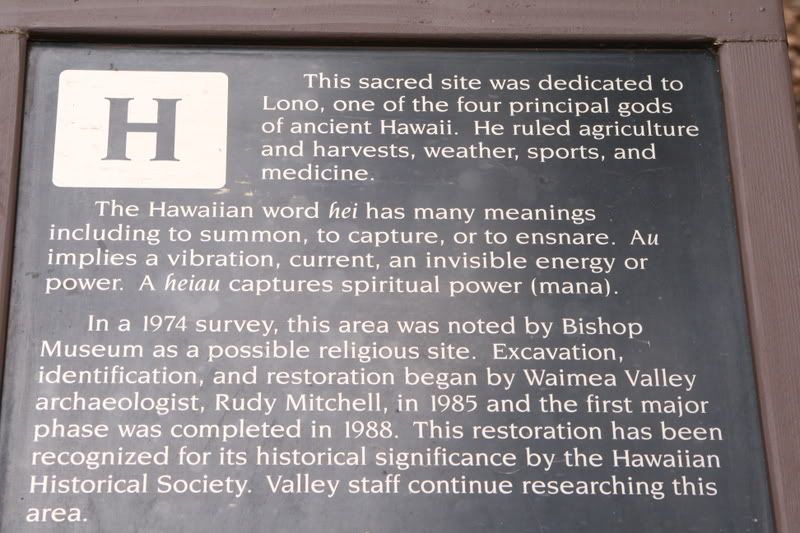 H
This sacred site was dedicated to
Lono, one of the four principal gods
of ancient Hawaii. He ruled agriculture
and harvests, weather, sports, and
medicine.
The Hawaiian word hei has many meanings
including to summon, to capture, or to ensnare. Au
implies a vibration, current, an invisible energy or
power. A heiau captures spiritual power (mana).
In a 1974 survey, this area was noted by Bishop
Museum as a possible religious site. Excavation,
identification, and restoration began by Waimea Valley
archaeologist, Rudy Mitchell, in 1985 and the first major
phase was completed in 1988. This restoration has been
recognized for its historical significance by the Hawaiian
Historical Society. Valley staff continue researching this
area.